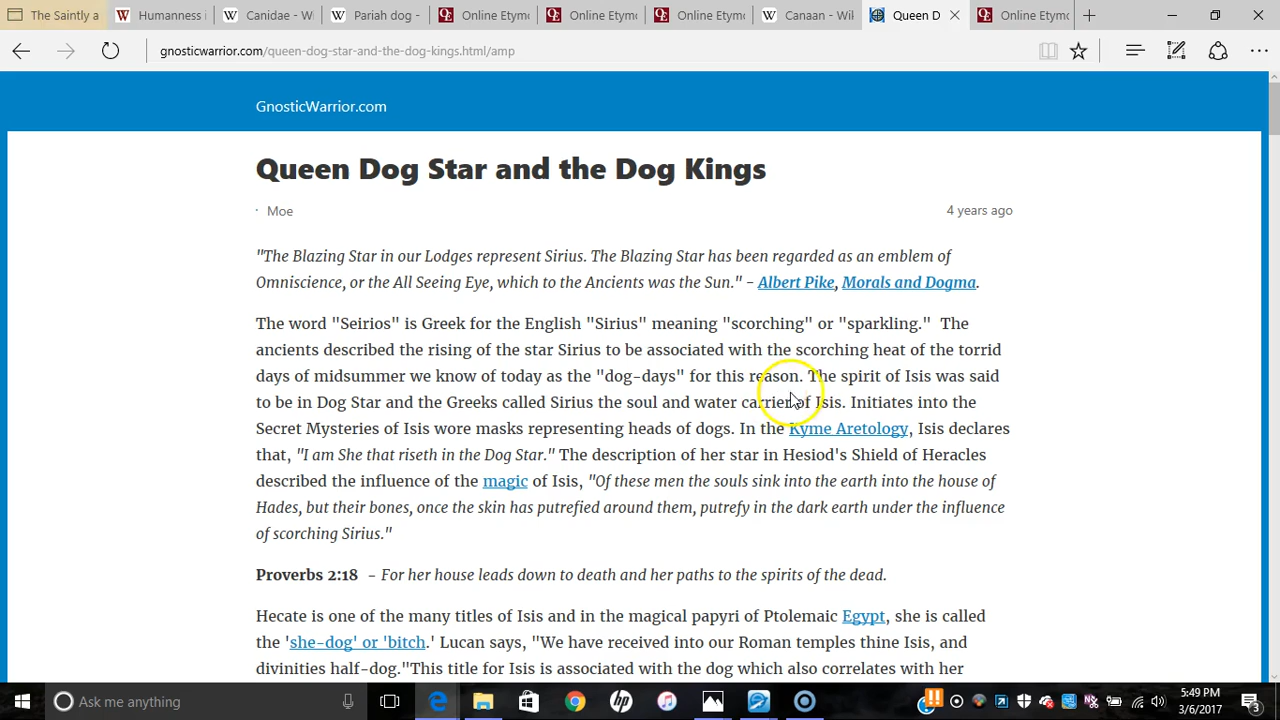 The Saintly
Humanness i
Canidae - Wi
Pariah dog -
Online Etymo
Online Etymo
Online Etymo
Canaan - Wik
Queen D
Online Etymo
gnosticwarrior.com/queen-dog-star-and-the-dog-kings.html/amp
GnosticWarrior.com
Queen Dog Star and the Dog Kings
· Moe
4 years ago
"The Blazing Star in our Lodges represent Sirius. The Blazing Star has been regarded as an emblem of
Omniscience, or the All Seeing Eye, which to the Ancients was the Sun." - Albert Pike, Morals and Dogma.
The word "Seirios" is Greek for the English "Sirius" meaning "scorching" or "sparkling."  The
ancients described the rising of the star Sirius to be associated with the scorching heat of the torrid
days of midsummer we know of today as the "dog-days" for this reason. The spirit of Isis was said
to be in Dog Star and the Greeks called Sirius the soul and water carrier of Isis. Initiates into the
Secret Mysteries of Isis wore masks representing heads of dogs. In the Kyme Aretology, Isis declares
that, "I am She that riseth in the Dog Star." The description of her star in Hesiod's Shield of Heracles
described the influence of the magic of Isis, "Of these men the souls sink into the earth into the house of
Hades, but their bones, once the skin has putrefied around them, putrefy in the dark earth under the influence
of scorching Sirius."
Proverbs 2:18  - For her house leads down to death and her paths to the spirits of the dead.
Hecate is one of the many titles of Isis and in the magical papyri of Ptolemaic Egypt, she is called
the 'she-dog' or 'bitch.' Lucan says, "We have received into our Roman temples thine Isis, and
divinities half-dog."This title for Isis is associated with the dog which also correlates with her
Ask me anything
5:49 PM
3/6/2017
3